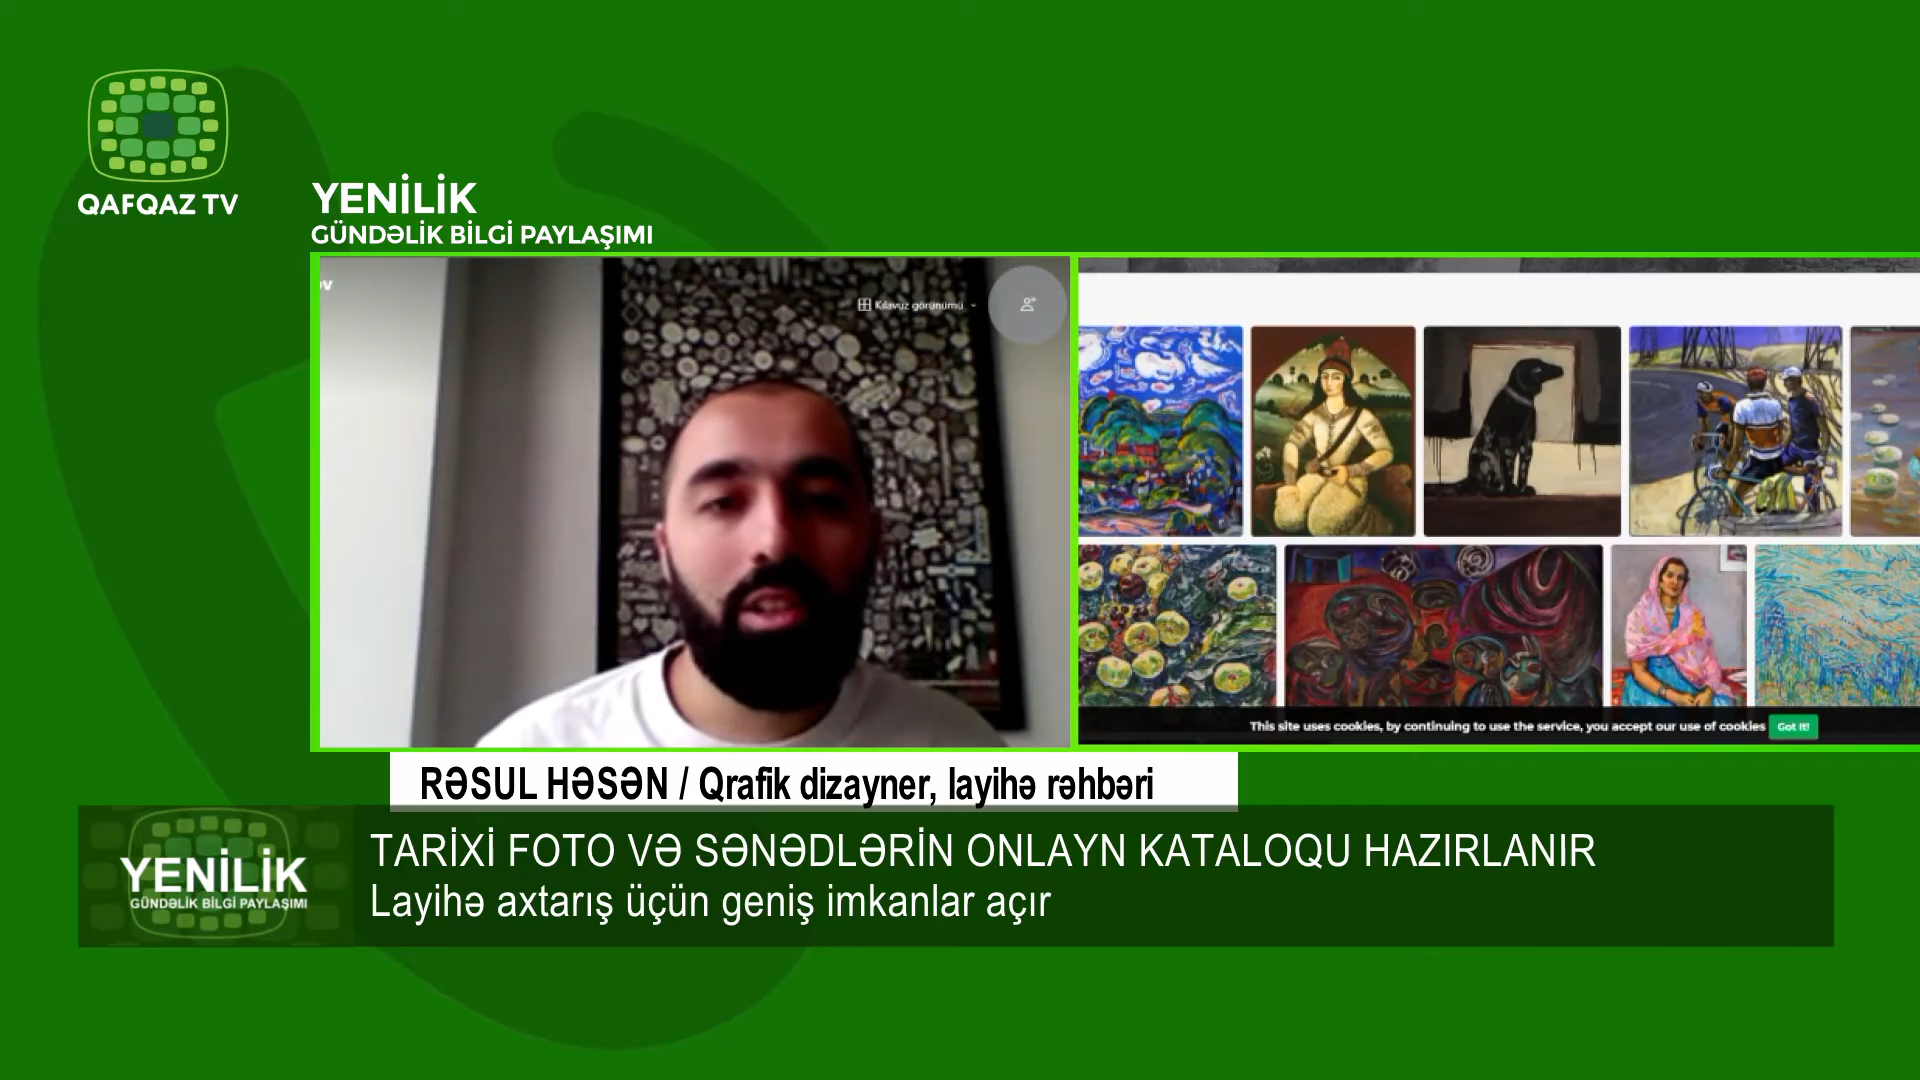 QAFQAZ TV
YENİLİK
GÜNDƏLİK BİLGİ PAYLAŞIMI
ov
Kılavuz görünümü
This site uses cookies, by continuing to use the service, you accept our use of cookies
Got It!
RƏSUL HƏSƏN / Qrafik dizayner, layihə rəhbəri
YENİLİK
GÜNDƏLİK BİLGİ PAYLAŞIMI
TARİXİ FOTO VƏ SƏNƏDLƏRİN ONLAYN KATALOQU HAZIRLANIR
Layihə axtarış üçün geniş imkanlar açır